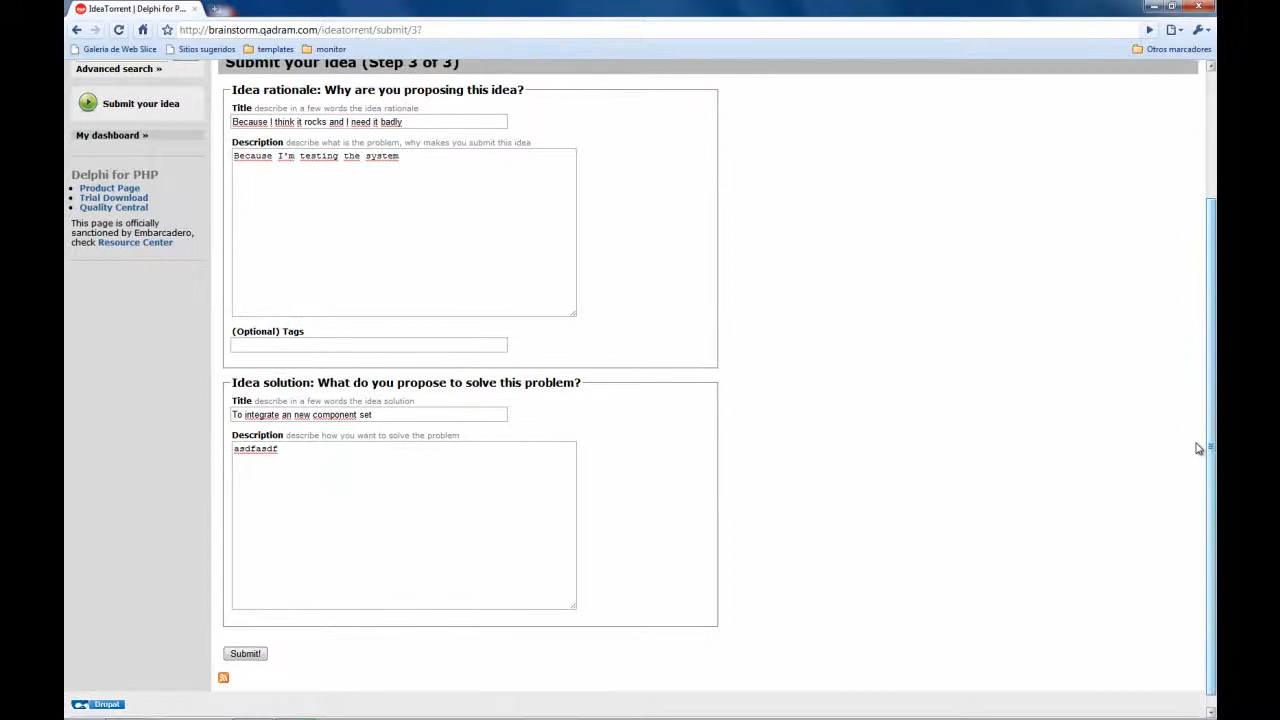 IdeaTorrent | Delphi for P...
http://brainstorm.qadram.com/ideatorrent/submit/3?
Galeria de Web Slice
Sitios sugeridos
templates
monitor
Otros marcadores
Advanced search »
Submit your idea
My dashboard »
Delphi for PHP
Product Page
Trial Download
Quality Central
This page is officially
sanctioned by Embarcadero,
check Resource Center
Submit your idea (Step 3 of 3)
Idea rationale: Why are you proposing this idea?
Title describe in a few words the idea rationale
Because I think it rocks and I need it badly
Description describe what is the problem, why makes you submit this idea
Because I'm testing the system
(Optional) Tags
Idea solution: What do you propose to solve this problem?
Title describe in a few words the idea solution
To integrate an new component set
Description describe how you want to solve the problem
asdfasdf
Submit!
Drupal